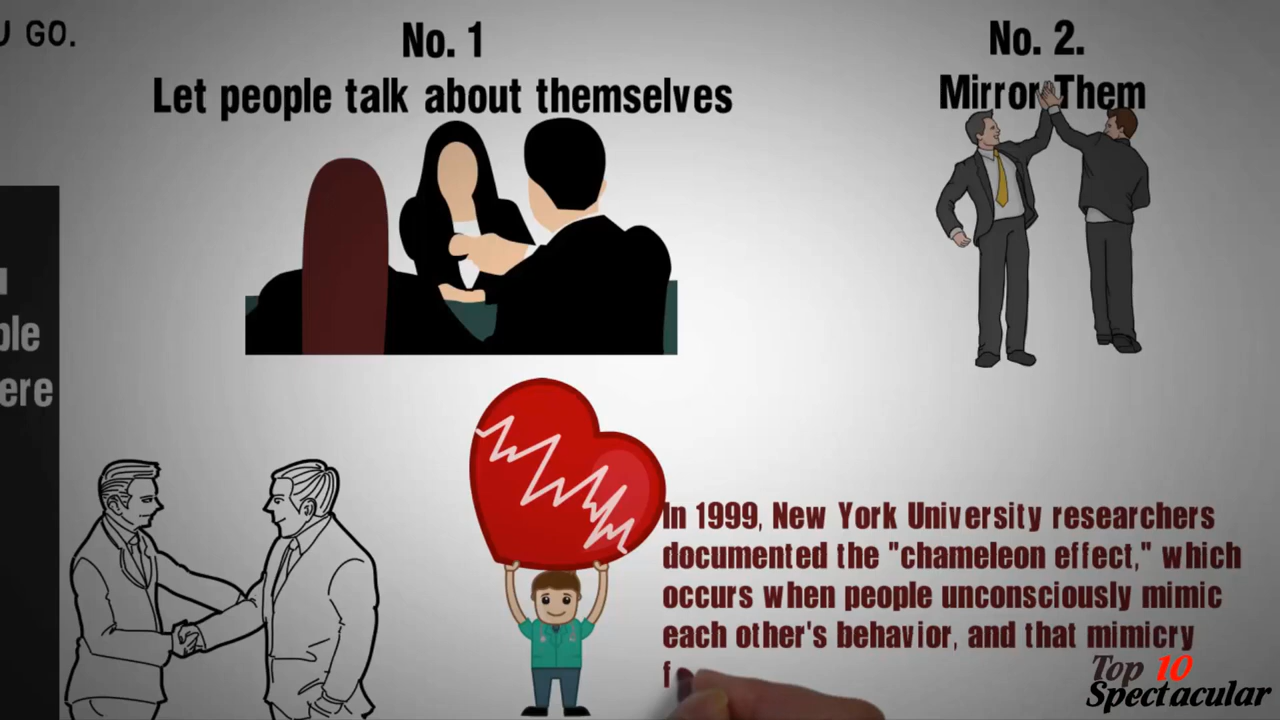 U GO.
No. 1
Let people talk about themselves
No. 2.
Mirror Them
ple
ere
In 1999, New York University researchers
documented the "chameleon effect," which
occurs when people unconsciously mimic
each other's behavior, and that mimicry
f
Top 10
Spectacular